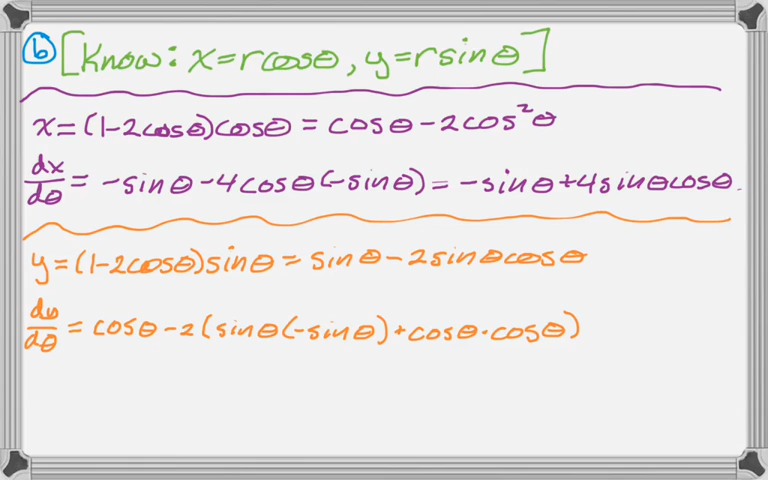 b [Know: x=rcosθ, y=rsinθ]
x=(1-2cosθ)cosθ = cosθ-2cos²θ
dx/dθ = -sinθ-4cosθ(-sinθ) = -sinθ+4sinθcosθ.
y=(1-2cosθ)sinθ = sinθ-2sinθcosθ
dy/dθ = cosθ-2(sinθ(-sinθ)+cosθ·cosθ)